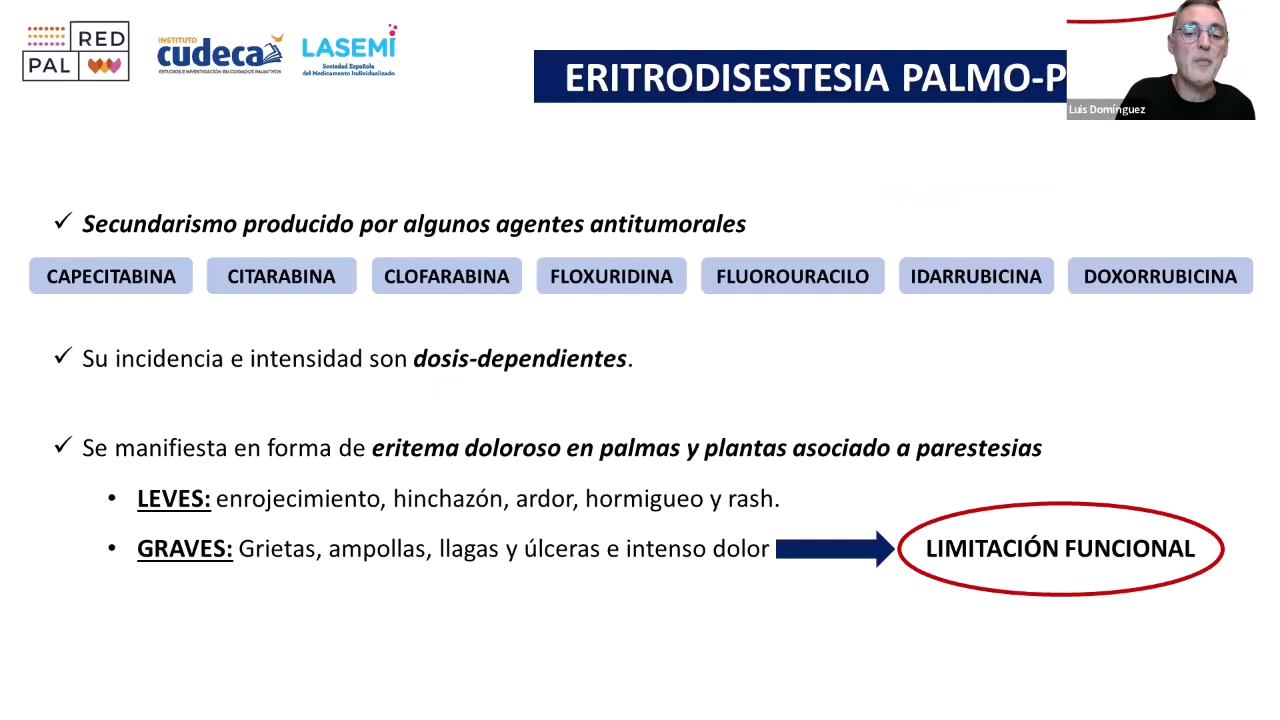 RED
PAL
INSTITUTO
cudeca
ESTUDIOS E INVESTIGACIÓN EN CUIDADOS PALIATIVOS
LASEMI
Sociedad Española
del Medicamento Individualizado
ERITRODISESTESIA PALMO-P
Luis Domínguez
✓ Secundarismo producido por algunos agentes antitumorales
CAPECITABINA CITARABINA CLOFARABINA FLOXURIDINA FLUOROURACILO IDARRUBICINA DOXORRUBICINA
✓ Su incidencia e intensidad son dosis-dependientes.
✓ Se manifiesta en forma de eritema doloroso en palmas y plantas asociado a parestesias
• LEVES: enrojecimiento, hinchazón, ardor, hormigueo y rash.
• GRAVES: Grietas, ampollas, llagas y úlceras e intenso dolor
LIMITACIÓN FUNCIONAL